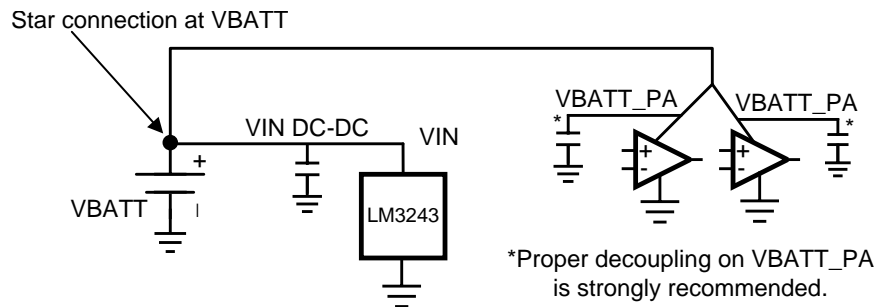 Star connection at VBATT
VBATT_PA
VBATT_PA
*
*
VIN DC-DC
VIN
+
VBATT
LM3243
+
-
+
-
*Proper decoupling on VBATT_PA
is strongly recommended.